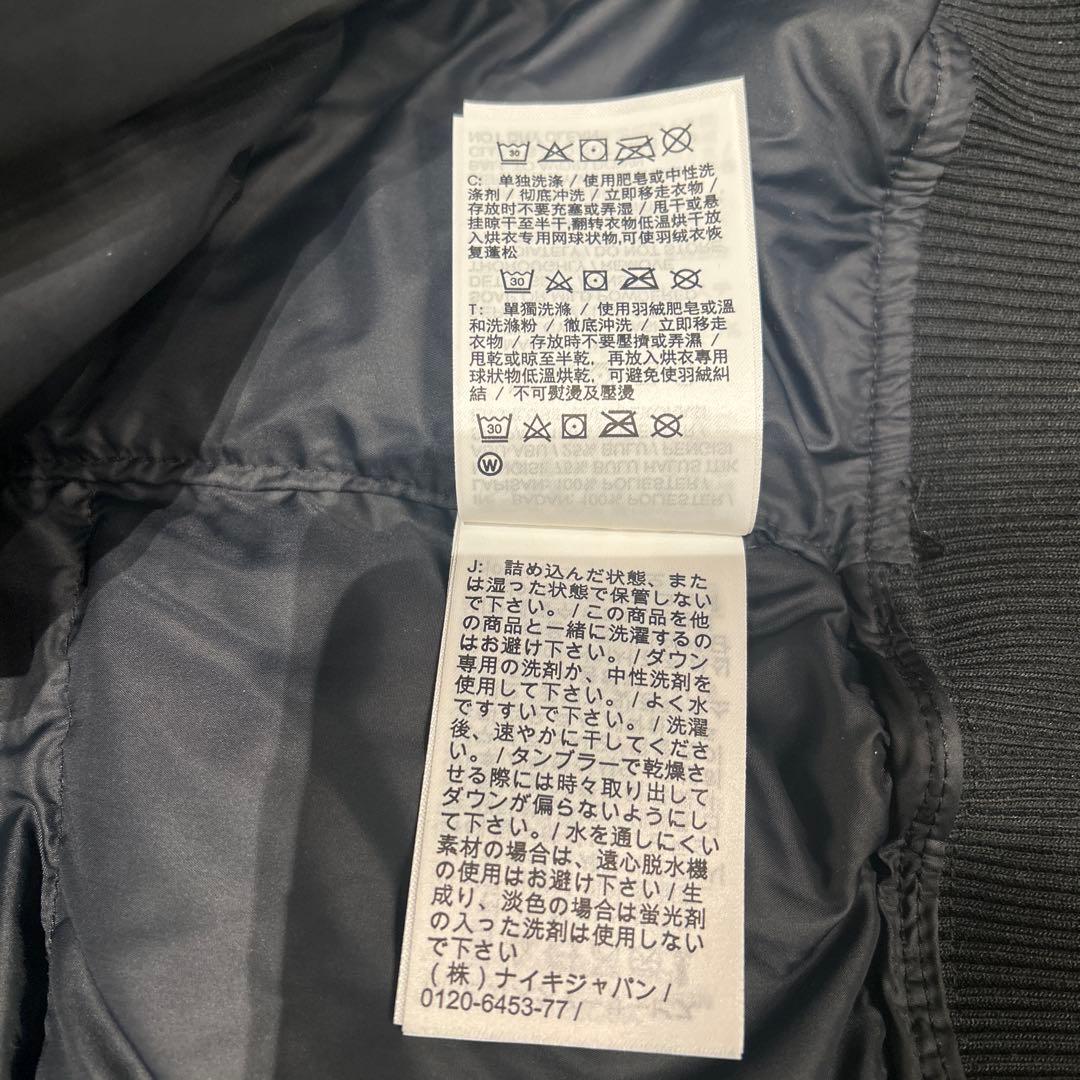 30
C: 单独洗涤 / 使用肥皂或中性洗
涤剂 / 彻底冲洗 / 立即移走衣物 /
存放时不要充塞或弄湿 / 甩干或悬
挂晾干至半干,翻转衣物低温烘干放
入烘衣专用网球状物,可使羽绒衣恢
复蓬松
30
T: 單獨洗滌 / 使用羽絨肥皂或溫
和洗滌粉 / 徹底沖洗 / 立即移走
衣物 / 存放時不要壓擠或弄濕 /
甩乾或晾至半乾，再放入烘衣專用
球狀物低溫烘乾，可避免使羽絨糾
結 / 不可熨燙及壓燙
30
W
J: 詰め込んだ状態、また
は湿った状態で保管しない
で下さい。/この商品を他
の商品と一緒に洗濯するの
はお避け下さい。/ダウン
専用の洗剤か、中性洗剤を
使用して下さい。/よく水
ですすいで下さい。/洗濯
後、速やかに干してくださ
い。/タンブラーで乾燥さ
せる際には時々取り出して
ダウンが偏らないようにし
て下さい。/水を通しにくい
素材の場合は、遠心脱水機
の使用はお避け下さい/生
成り、淡色の場合は蛍光剤
の入った洗剤は使用しない
で下さい
(株)ナイキジャパン/
0120-6453-77/